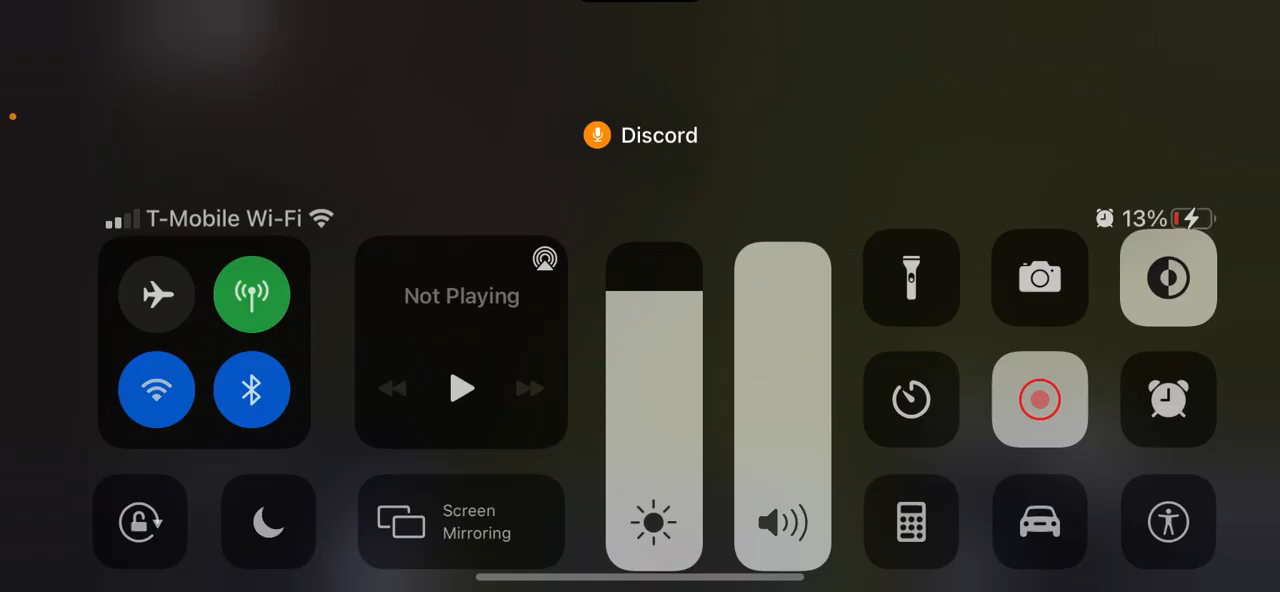 Discord
T-Mobile Wi-Fi
13%
Not Playing
Screen
Mirroring